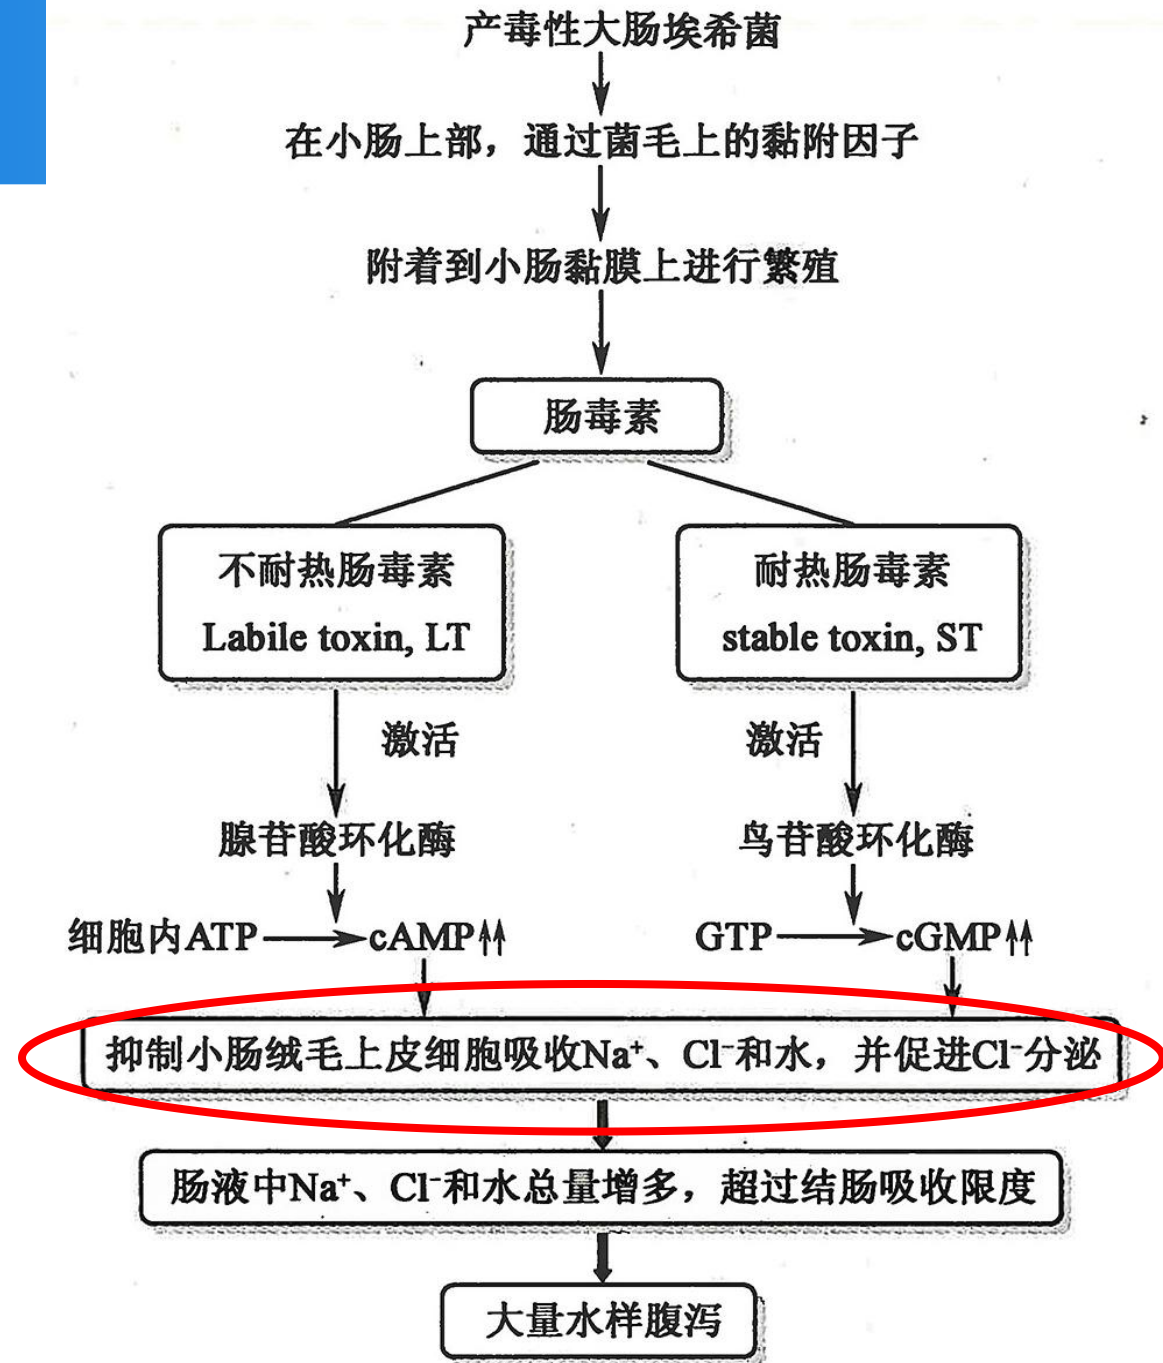 产毒性大肠埃希菌
在小肠上部，通过菌毛上的黏附因子
附着到小肠黏膜上进行繁殖
肠毒素
不耐热肠毒素
Labile toxin, LT
耐热肠毒素
stable toxin, ST
激活
激活
腺苷酸环化酶
鸟苷酸环化酶
细胞内ATP→cAMP⇈
GTP→cGMP⇈
抑制小肠绒毛上皮细胞吸收Na⁺、Cl⁻和水，并促进Cl⁻分泌
肠液中Na⁺、Cl⁻和水总量增多，超过结肠吸收限度
大量水样腹泻